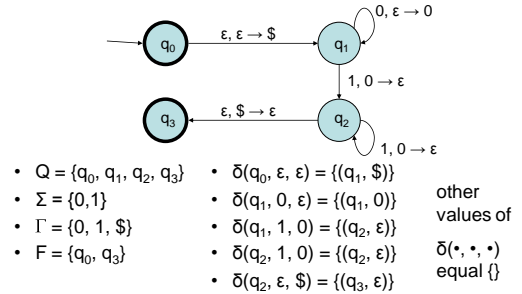 0, ε → 0
q0
ε, ε → $
q1
1, 0 → ε
q3
ε, $ → ε
q2
1, 0 → ε
• Q = {q0, q1, q2, q3}
• Σ = {0,1}
• Γ = {0, 1, $}
• F = {q0, q3}
• δ(q0, ε, ε) = {(q1, $)}
• δ(q1, 0, ε) = {(q1, 0)}
• δ(q1, 1, 0) = {(q2, ε)}
• δ(q2, 1, 0) = {(q2, ε)}
• δ(q2, ε, $) = {(q3, ε)}
other
values of
δ(•, •, •)
equal {}